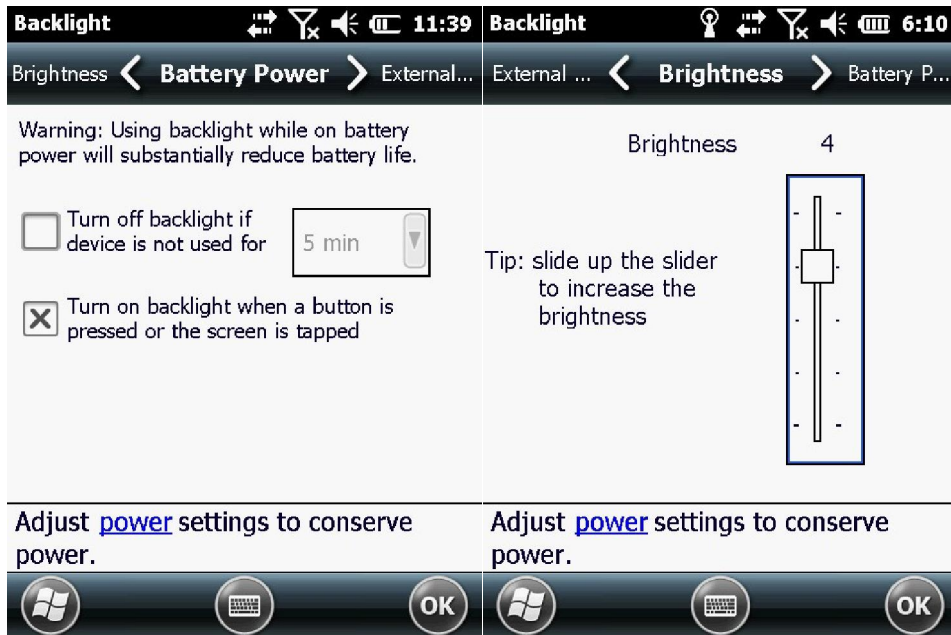 Backlight 11:39
Brightness Battery Power External...
Warning: Using backlight while on battery
power will substantially reduce battery life.
Turn off backlight if
device is not used for
5 min
Turn on backlight when a button is
pressed or the screen is tapped
Adjust power settings to conserve
power.
OK
Backlight 6:10
External ... Brightness Battery P...
Brightness 4
Tip: slide up the slider
to increase the
brightness
Adjust power settings to conserve
power.
OK